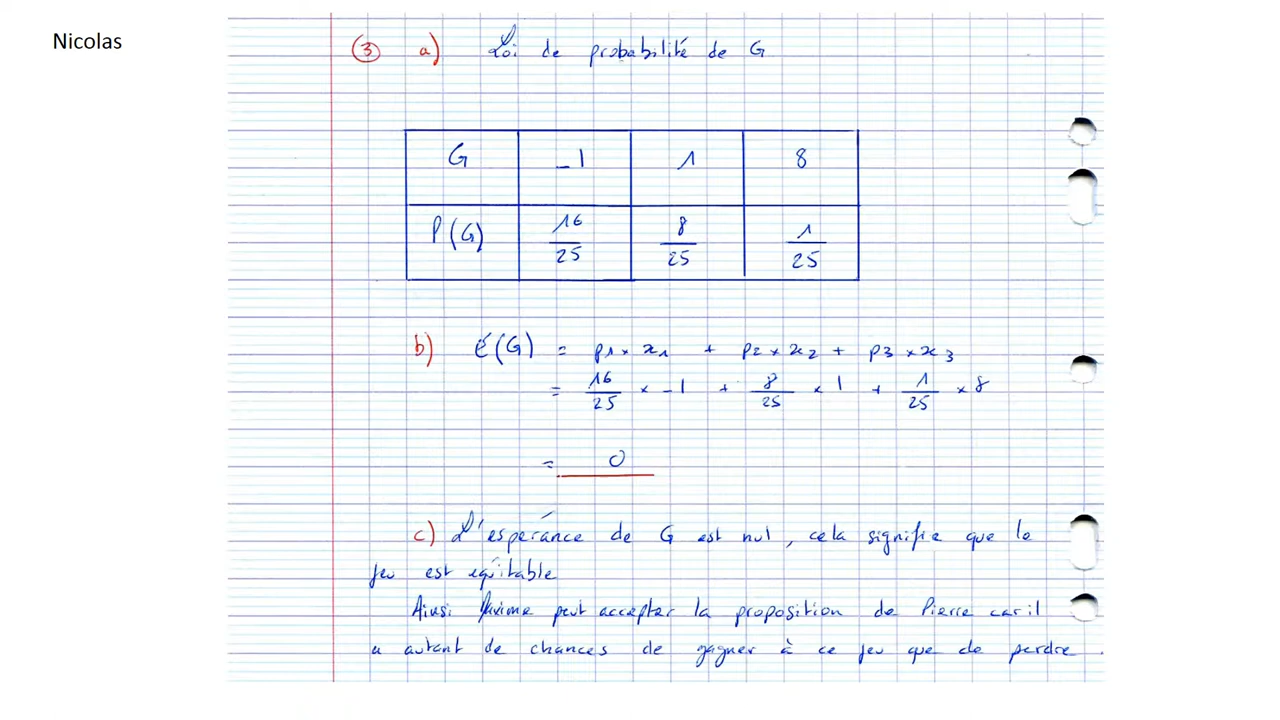 Nicolas
3 a) Loi de probabilité de G
G -1 1 8
P(G) 16/25 8/25 1/25
b) E(G) = p1 × x1 + p2 × x2 + p3 × x3
= 16/25 × -1 + 8/25 × 1 + 1/25 × 8
= 0
c) L'espérance de G est nul, cela signifie que le
jeu est équitable
Ainsi Maxime peut accepter la proposition de Pierre car il
a autant de chances de gagner à ce jeu que de perdre.